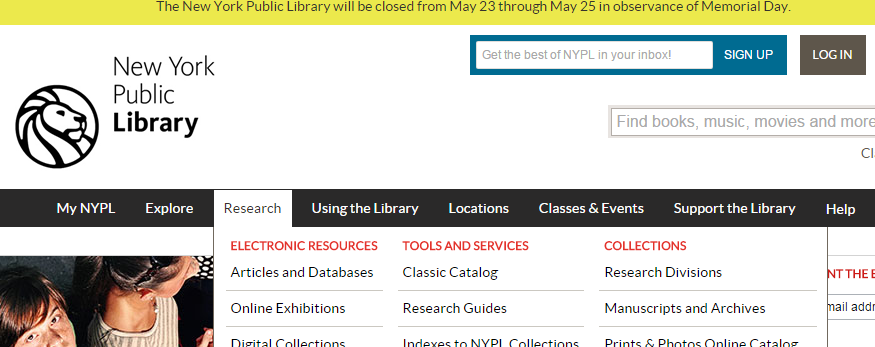 The New York Public Library will be closed from May 23 through May 25 in observance of Memorial Day.
Get the best of NYPL in your inbox! SIGN UP LOG IN
New York
Public
Library
Find books, music, movies and more
My NYPL Explore Research Using the Library Locations Classes & Events Support the Library Help
ELECTRONIC RESOURCES TOOLS AND SERVICES COLLECTIONS
Articles and Databases Classic Catalog Research Divisions
NT THE E
Online Exhibitions Research Guides Manuscripts and Archives
mail addr
Digital Collections Indexes to NYPL Collections Prints & Photos Online Catalog